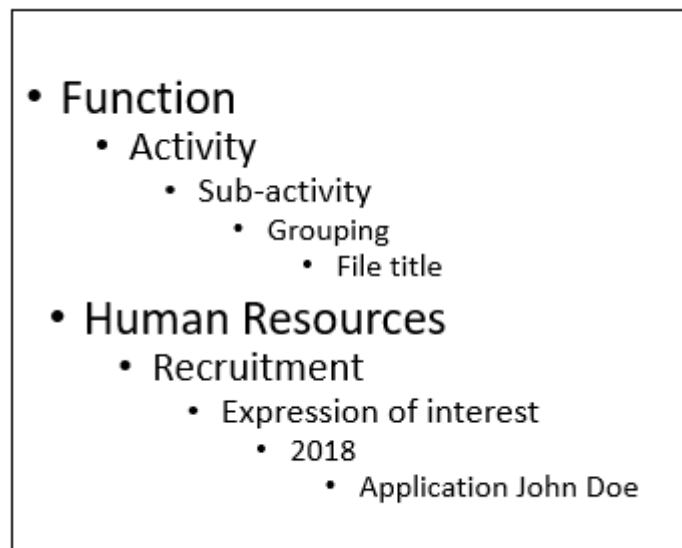 • Function
• Activity
• Sub-activity
• Grouping
• File title
• Human Resources
• Recruitment
• Expression of interest
• 2018
• Application John Doe